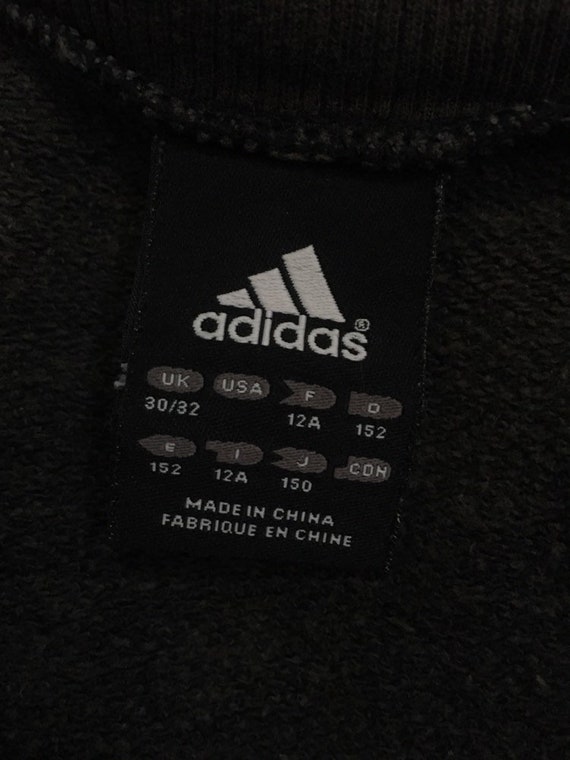 adidas®
UK USA F D
30/32 12A 152
E I J CDN
152 12A 150
MADE IN CHINA
FABRIQUE EN CHINE